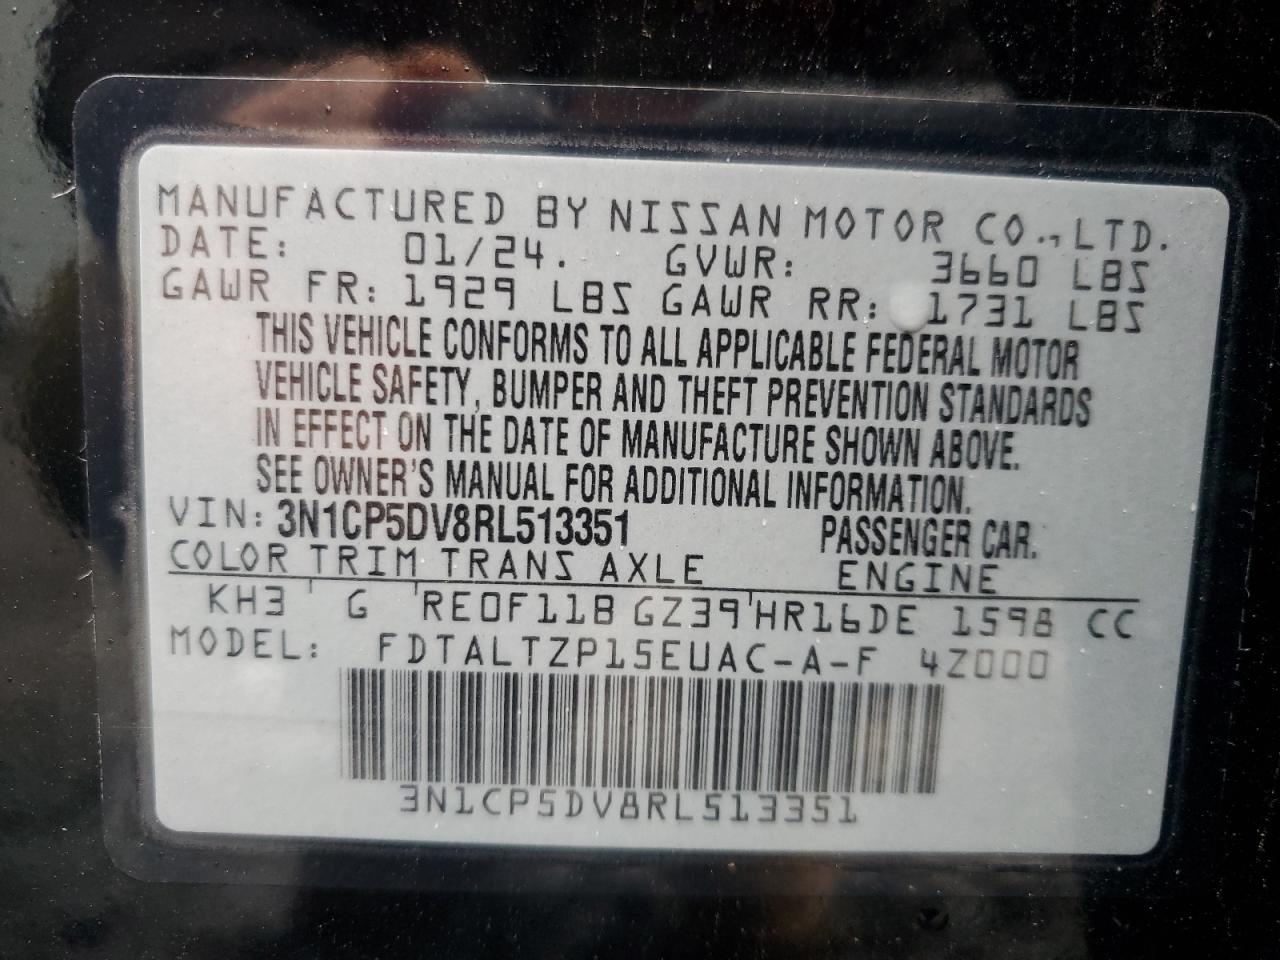 MANUFACTURED BY NISSAN MOTOR CO., LTD.
DATE: 01/24. GVWR: 3660 LBS
GAWR FR: 1929 LBS GAWR RR: 1731 LBS
THIS VEHICLE CONFORMS TO ALL APPLICABLE FEDERAL MOTOR
VEHICLE SAFETY, BUMPER AND THEFT PREVENTION STANDARDS
IN EFFECT ON THE DATE OF MANUFACTURE SHOWN ABOVE.
SEE OWNER'S MANUAL FOR ADDITIONAL INFORMATION.
VIN: 3N1CP5DV8RL513351 PASSENGER CAR.
COLOR TRIM TRANS AXLE ENGINE
KH3 G RE0F11B GZ39 HR16DE 1598 CC
MODEL: FDTALTZP15EUAC-A-F 4Z000
3N1CP5DV8RL513351